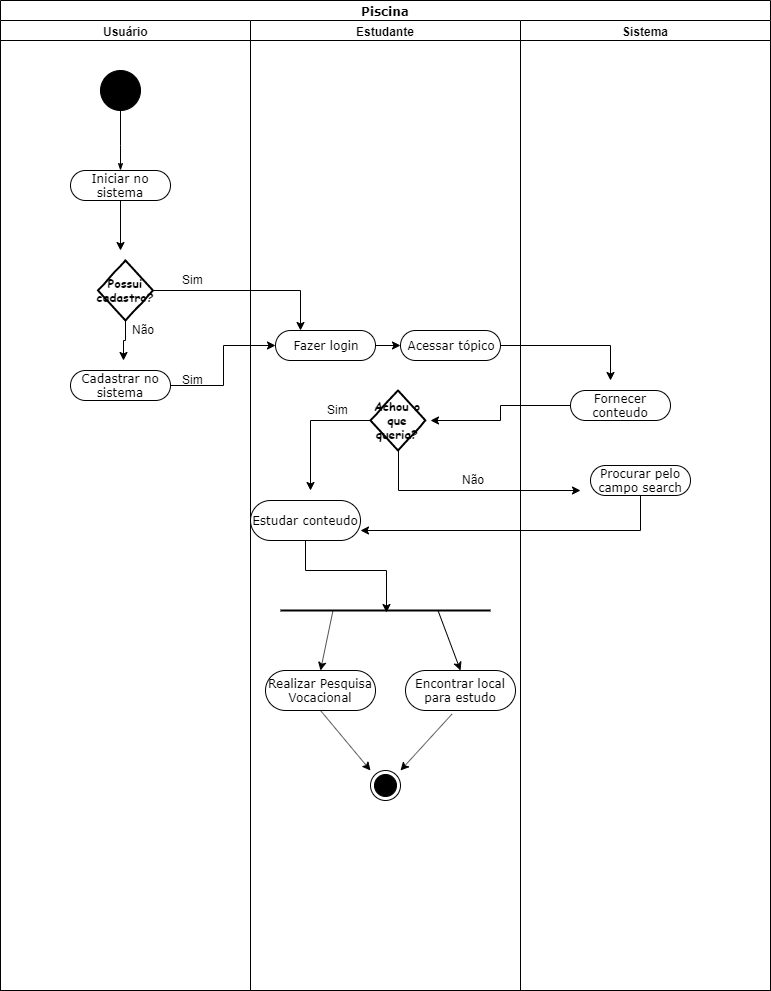 Piscina
Usuário
Estudante
Sistema
Iniciar no
sistema
Possui
cadastro?
Sim
Não
Cadastrar no
sistema
Sim
Fazer login
Acessar tópico
Fornecer
conteudo
Achou o
que
queria?
Sim
Não
Procurar pelo
campo search
Estudar conteudo
Realizar Pesquisa
Vocacional
Encontrar local
para estudo